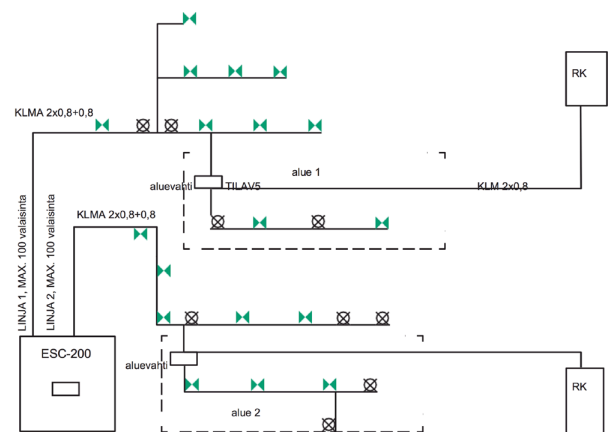 RK
KLMA 2x0,8+0,8
alue 1
aluevahti
TILAV5
KLM 2x0,8
KLMA 2x0,8+0,8
LINJA 1, MAX. 100 valaisinta
LINJA 2, MAX. 100 valaisinta
ESC-200
aluevahti
RK
alue 2